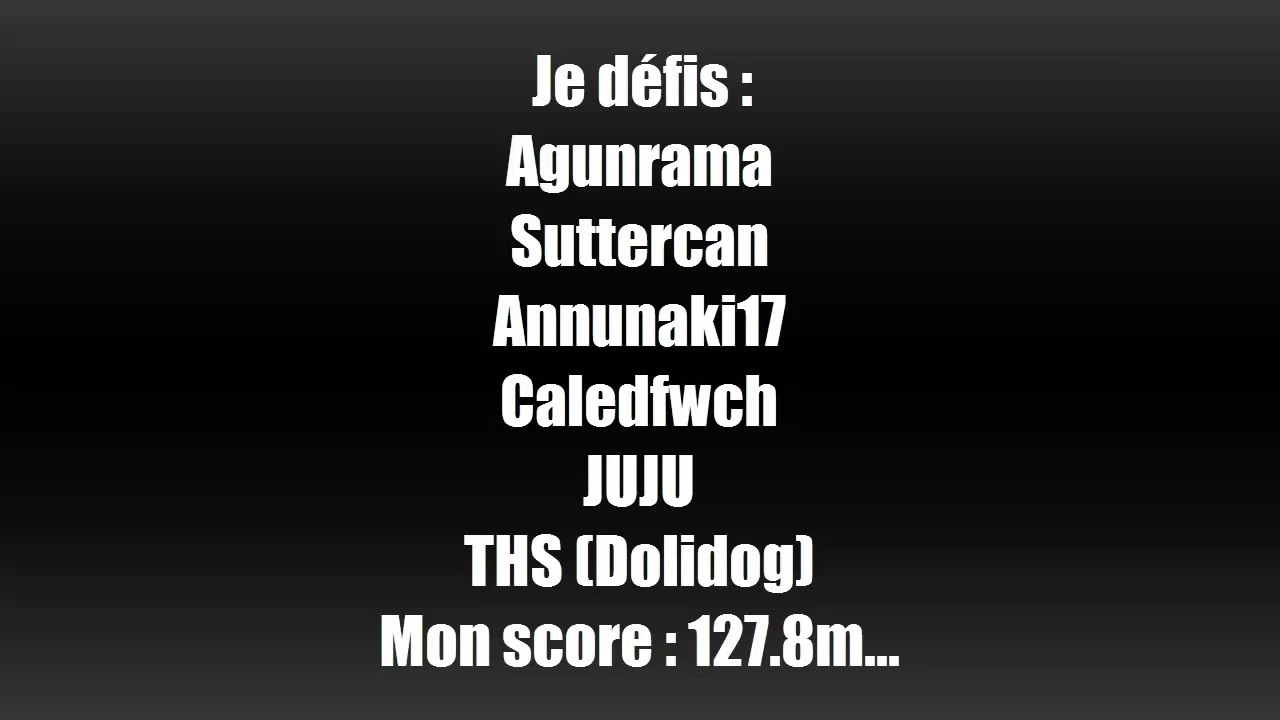 Je défis :
Agunrama
Suttercan
Annunaki17
Caledfwch
JUJU
THS (Dolidog)
Mon score : 127.8m...